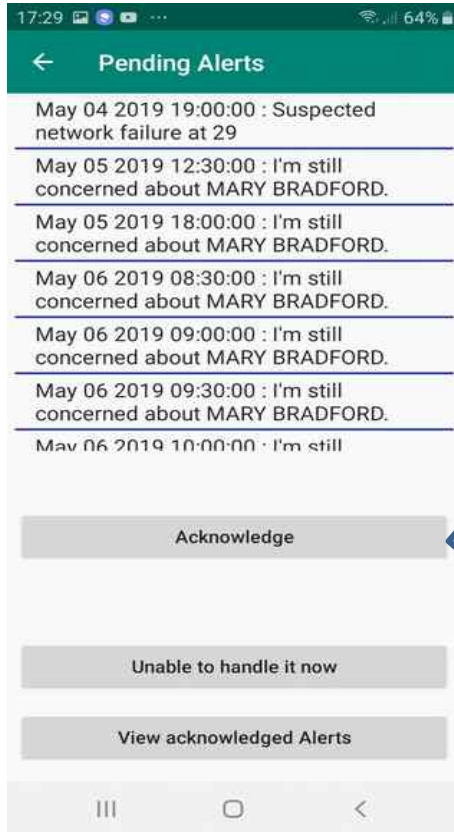 17:29 64%
Pending Alerts
May 04 2019 19:00:00 : Suspected
network failure at 29
May 05 2019 12:30:00 : I'm still
concerned about MARY BRADFORD.
May 05 2019 18:00:00 : I'm still
concerned about MARY BRADFORD.
May 06 2019 08:30:00 : I'm still
concerned about MARY BRADFORD.
May 06 2019 09:00:00 : I'm still
concerned about MARY BRADFORD.
May 06 2019 09:30:00 : I'm still
concerned about MARY BRADFORD.
May 06 2019 10:00:00 : I'm still
Acknowledge
Unable to handle it now
View acknowledged Alerts